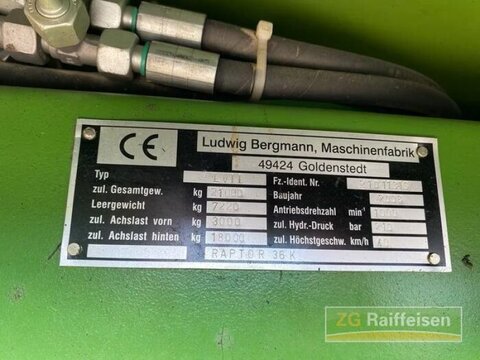 CE
Ludwig Bergmann, Maschinenfabrik
49424 Goldenstedt
Typ
Fz.-Ident. Nr.
zul. Gesamtgew. kg 21000
Baujahr
Leergewicht kg
Antriebsdrehzahl min⁻¹ 1000
zul. Achslast vorn kg 3000
zul. Hydr.-Druck bar
zul. Achslast hinten kg 18000
zul. Höchstgeschw. km/h
RAPTOR 36 K
ZG Raiffeisen